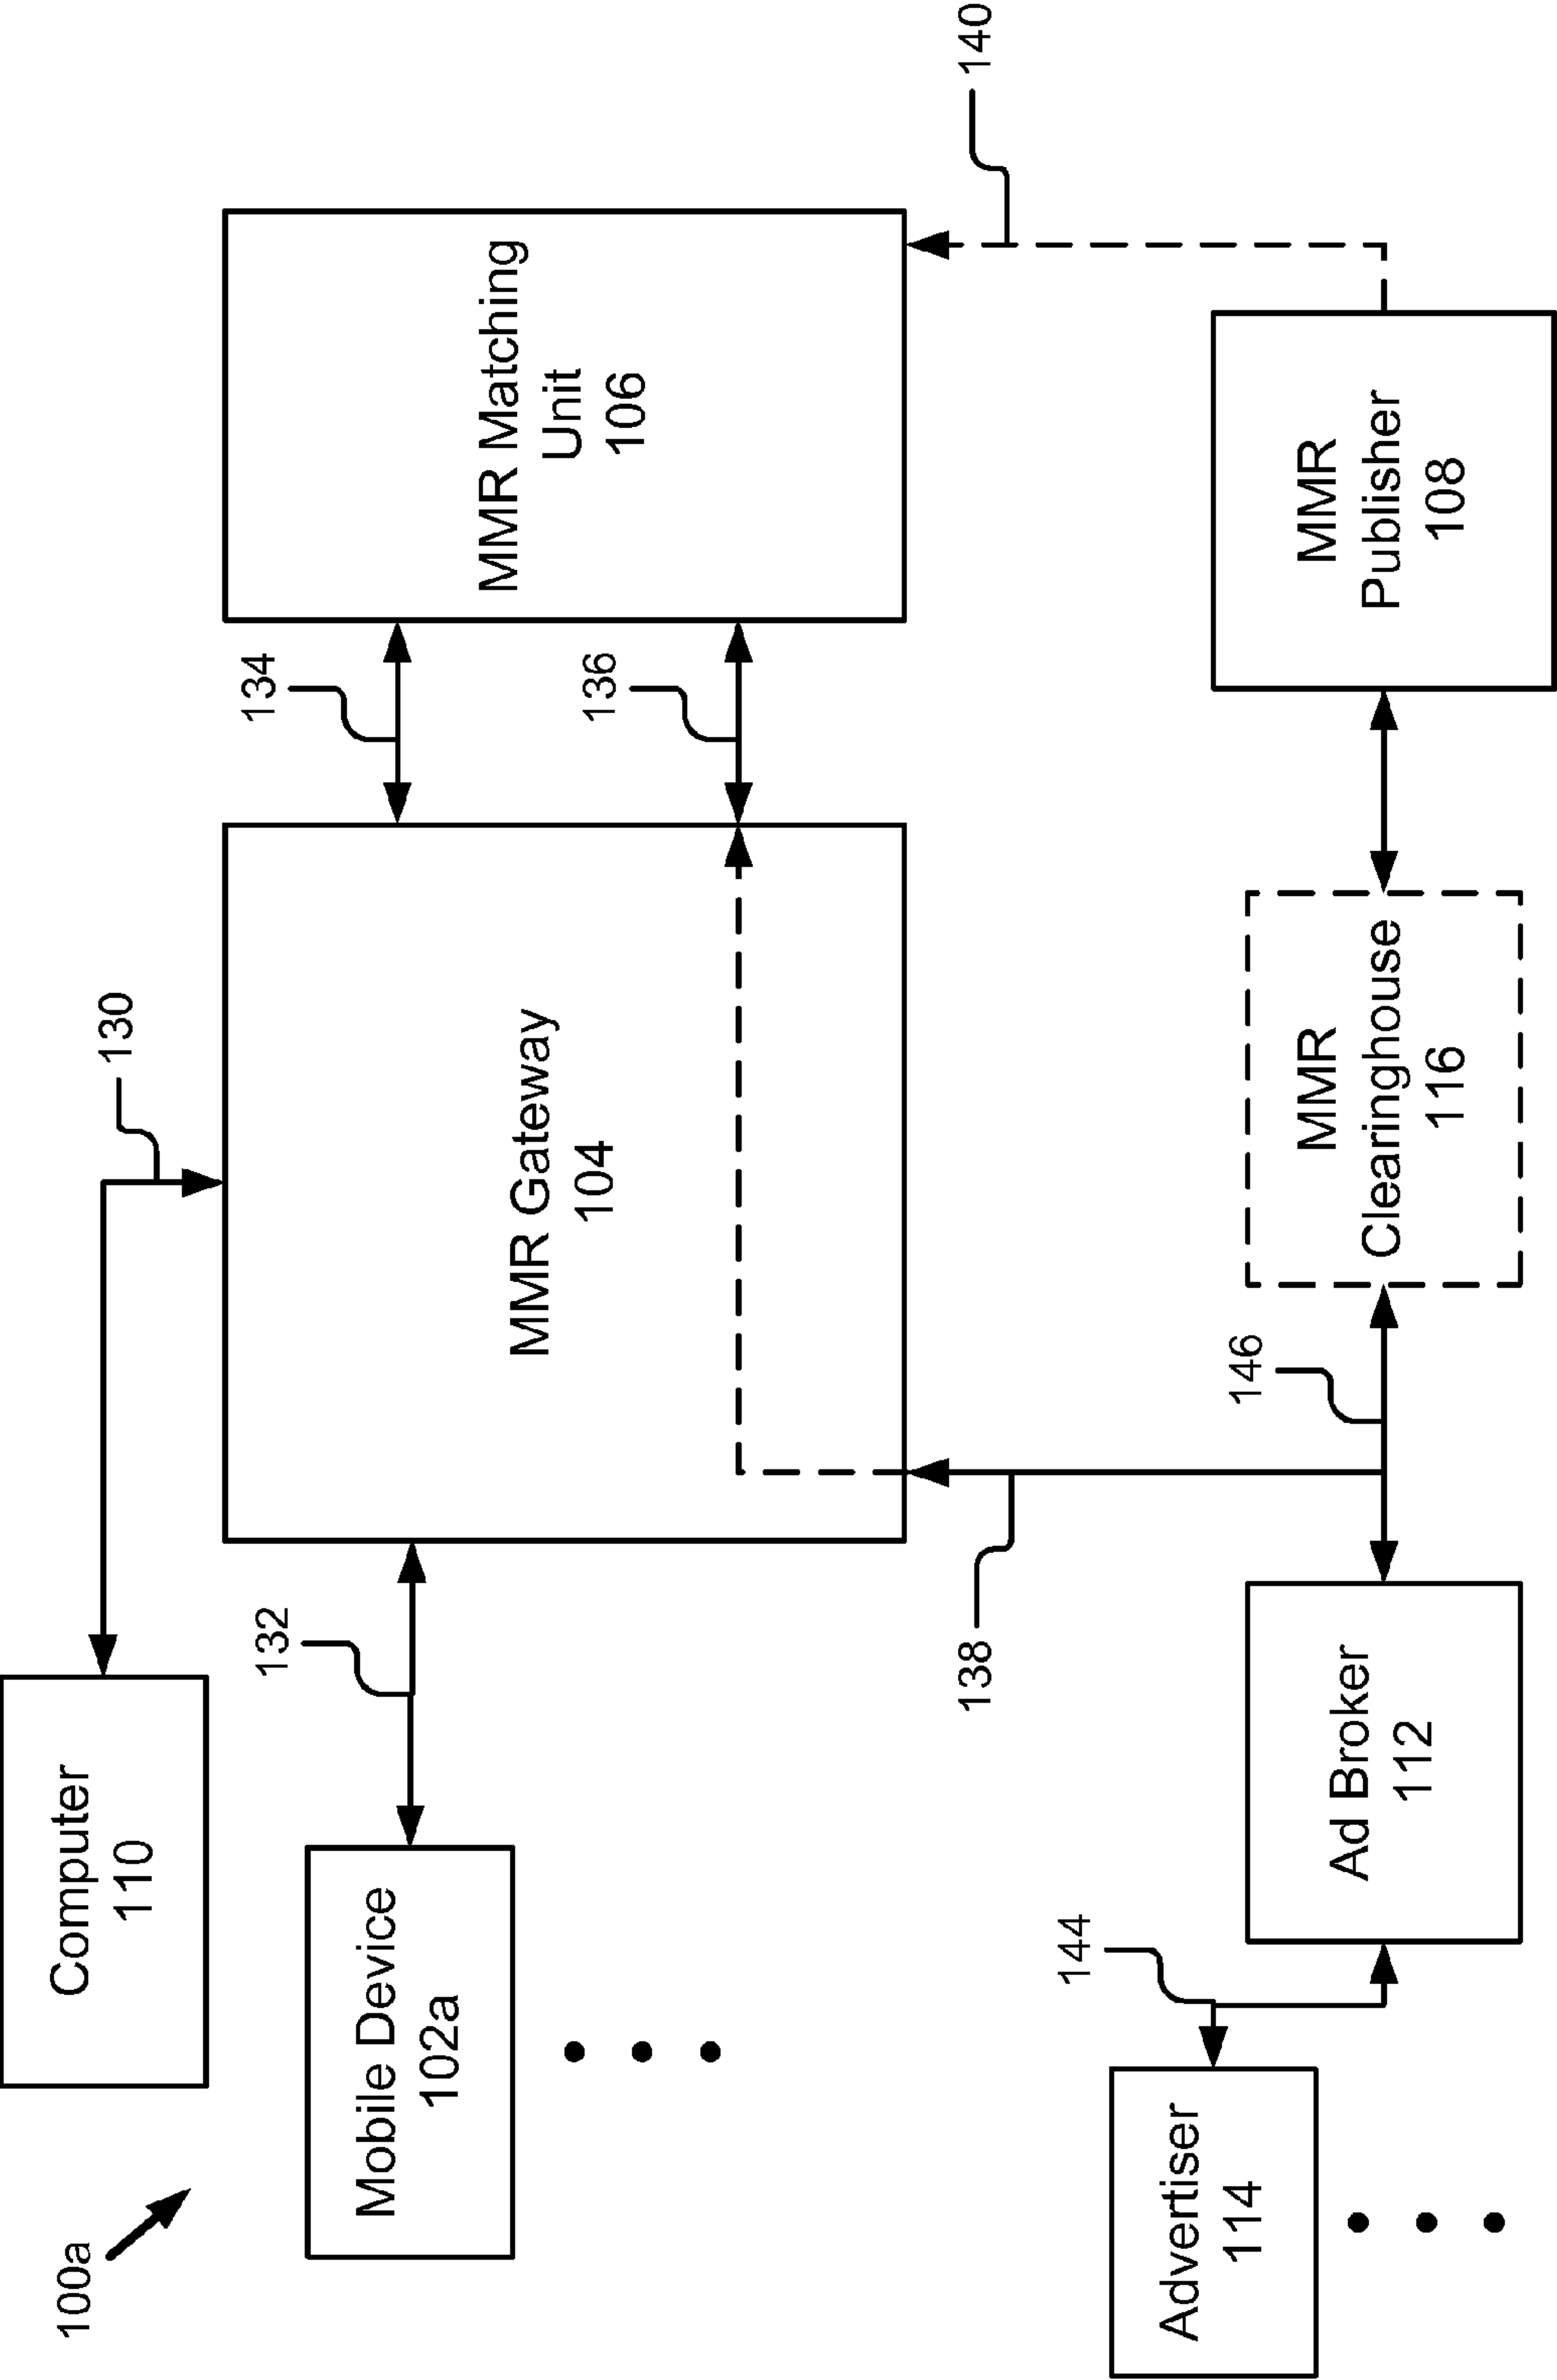 100a
Computer
110
130
Mobile Device
102a
132
MMR Gateway
104
134
136
MMR Matching
Unit
106
138
140
Advertiser
114
144
Ad Broker
112
146
MMR
Clearinghouse
116
MMR
Publisher
108